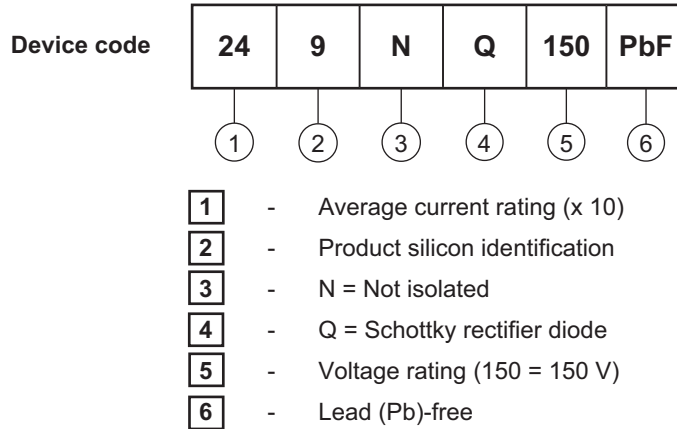 Device code 24 9 N Q 150 PbF
1 2 3 4 5 6
1 - Average current rating (x 10)
2 - Product silicon identification
3 - N = Not isolated
4 - Q = Schottky rectifier diode
5 - Voltage rating (150 = 150 V)
6 - Lead (Pb)-free